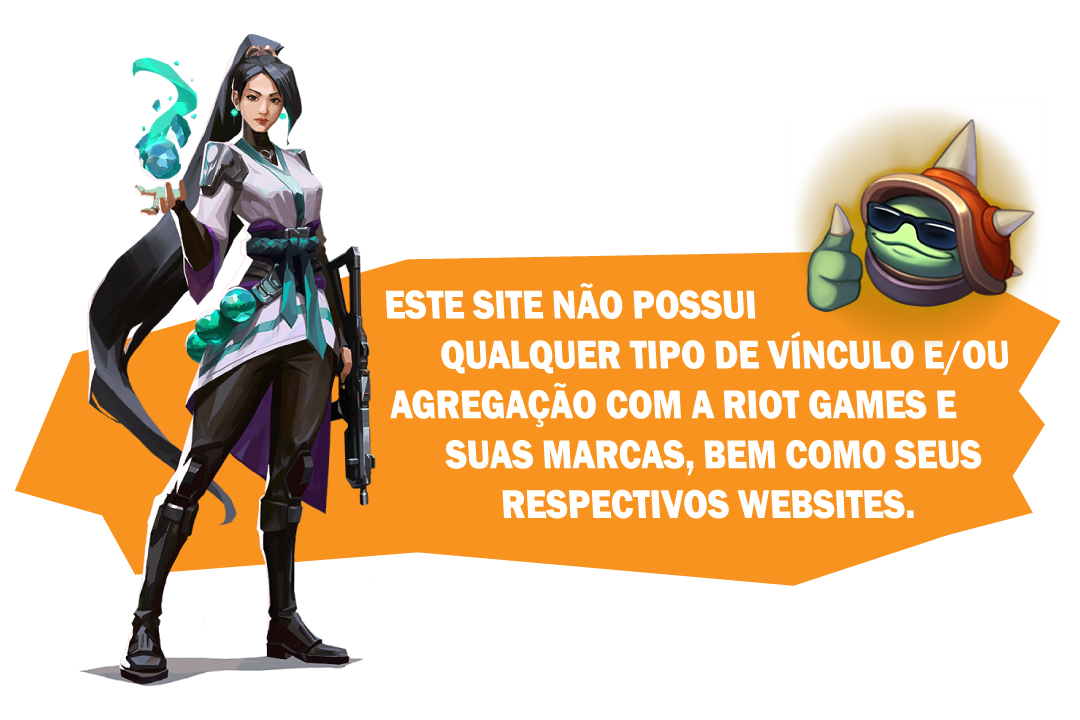 ESTE SITE NÃO POSSUI
QUALQUER TIPO DE VÍNCULO E/OU
AGREGAÇÃO COM A RIOT GAMES E
SUAS MARCAS, BEM COMO SEUS
RESPECTIVOS WEBSITES.